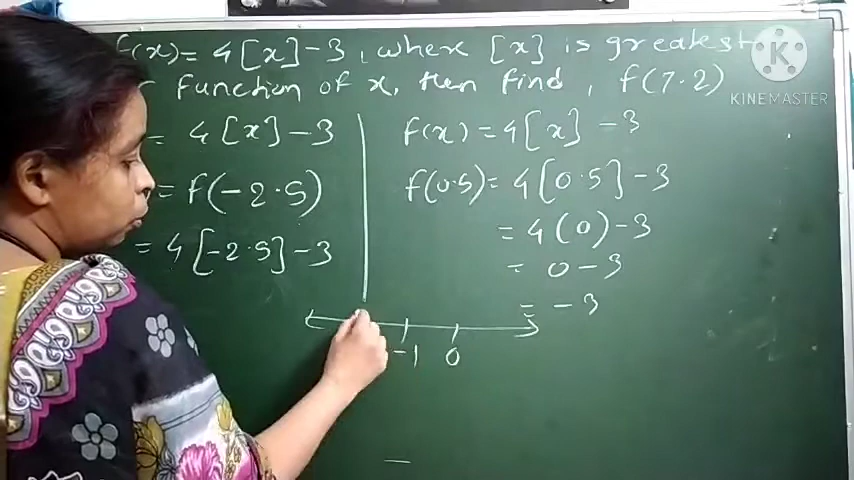 f(x) = 4[x]-3, where [x] is greatest
function of x, then find, f(7.2)
= 4[x]-3
= f(-2.5)
= 4[-2.5]-3
f(x) = 4[x]-3
f(0.5) = 4[0.5]-3
= 4(0)-3
= 0-3
= -3
-1 0
K
KINEMASTER